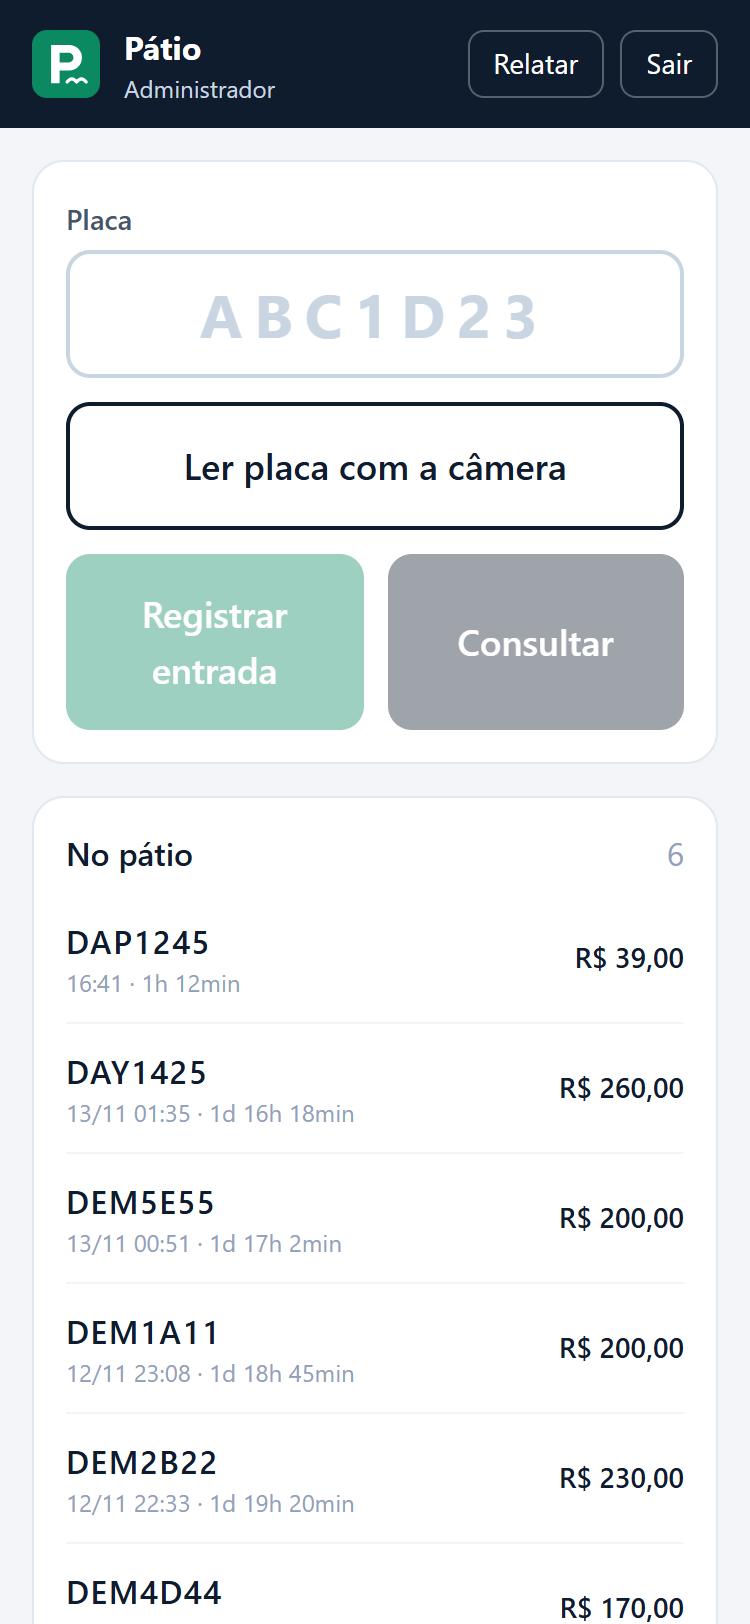 P
Pátio
Administrador
Relatar
Sair
Placa
ABC1D23
Ler placa com a câmera
Registrar
entrada
Consultar
No pátio
6
DAP1245
16:41 · 1h 12min
R$ 39,00
DAY1425
13/11 01:35 · 1d 16h 18min
R$ 260,00
DEM5E55
13/11 00:51 · 1d 17h 2min
R$ 200,00
DEM1A11
12/11 23:08 · 1d 18h 45min
R$ 200,00
DEM2B22
12/11 22:33 · 1d 19h 20min
R$ 230,00
DEM4D44
R$ 170,00